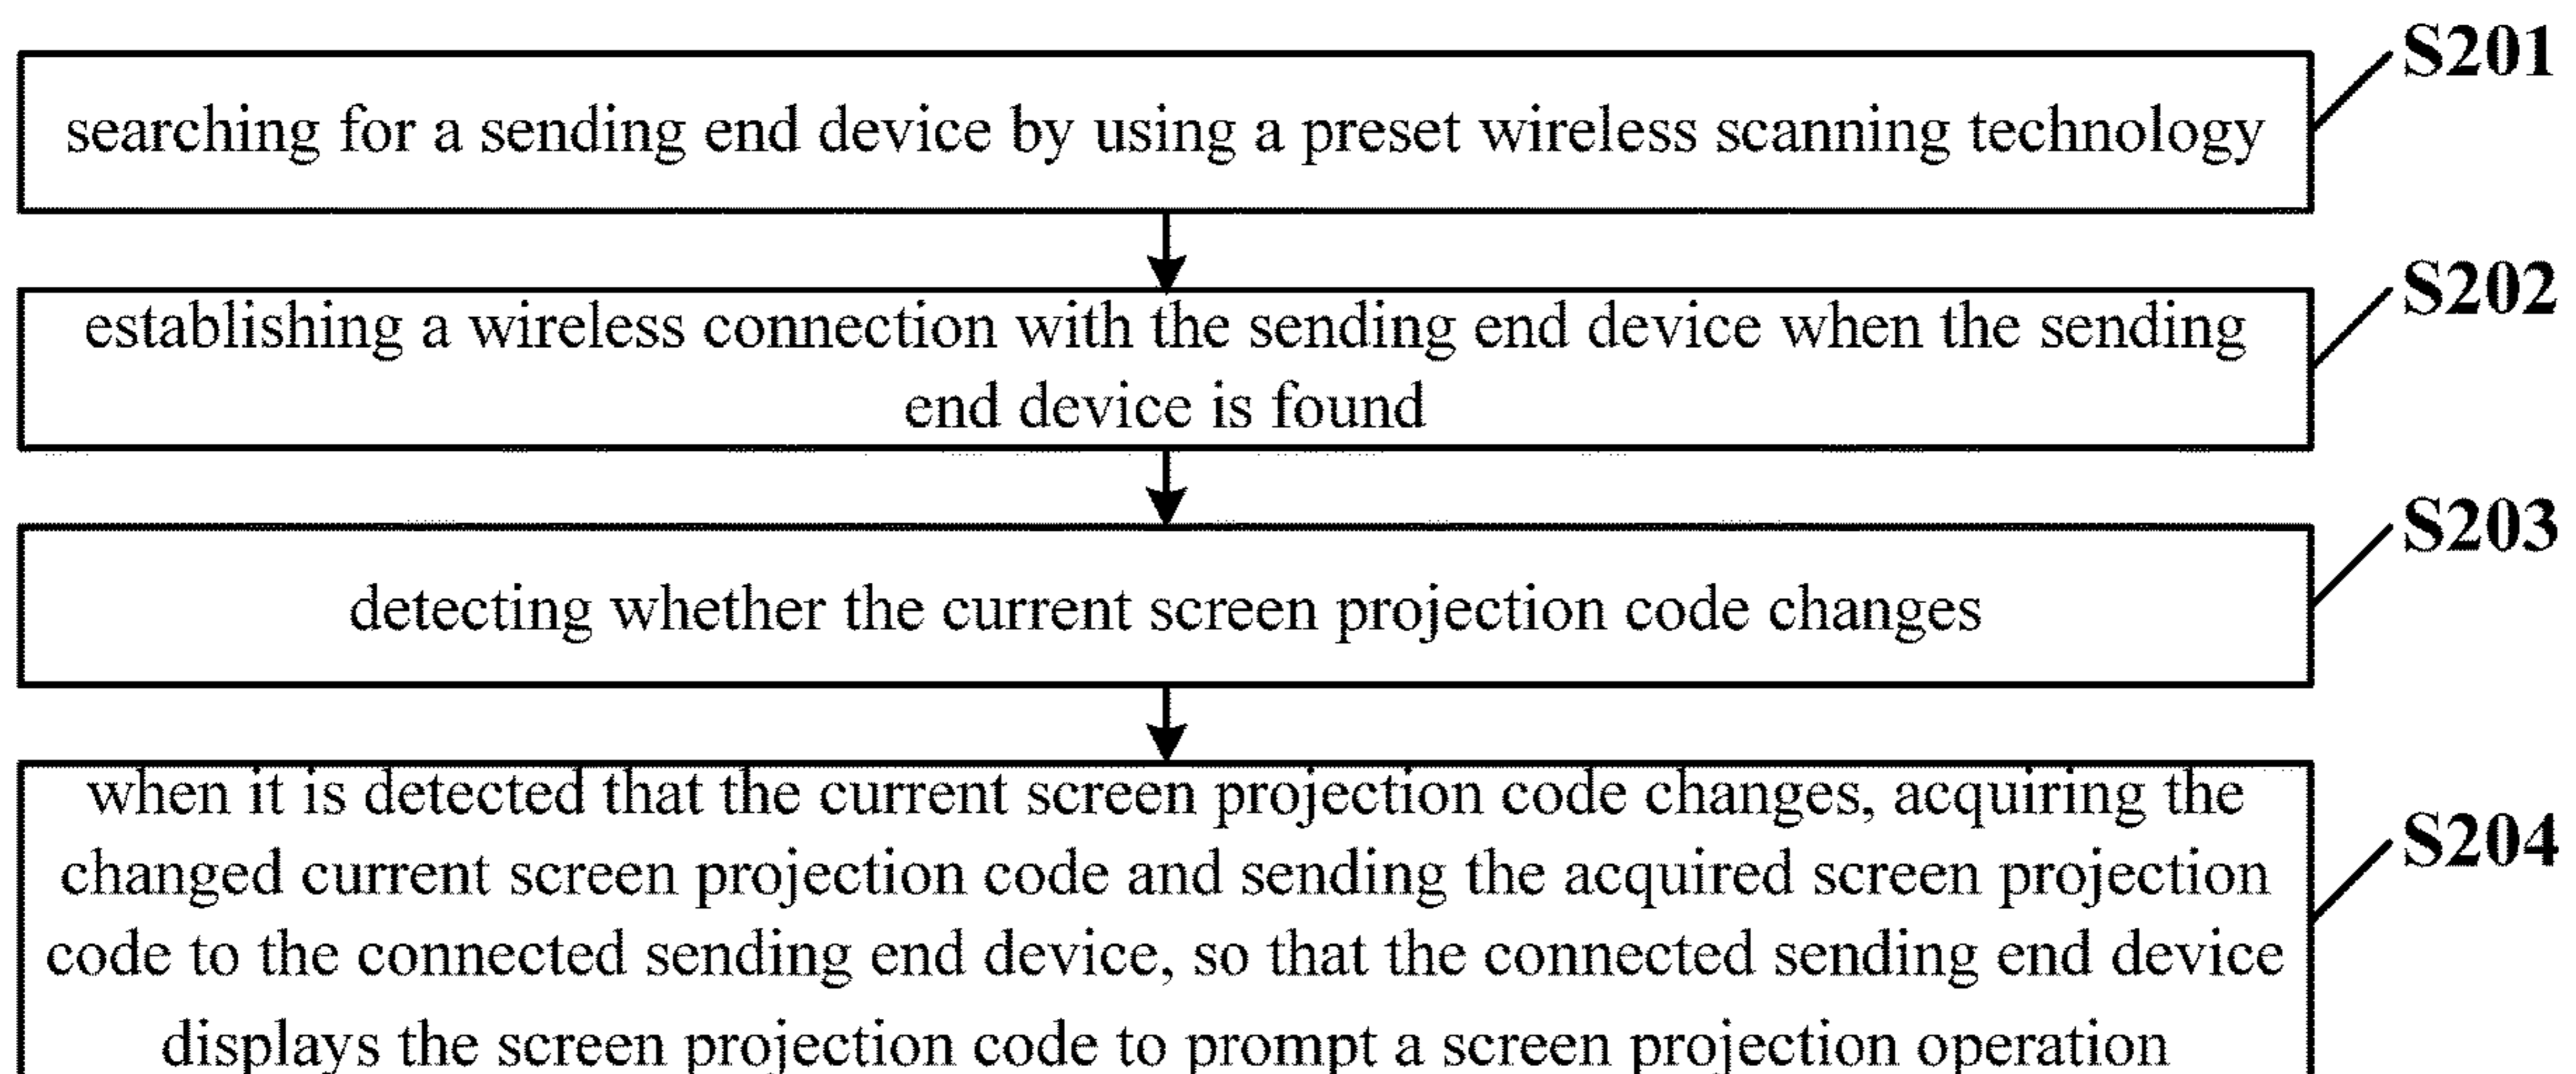 S201
searching for a sending end device by using a preset wireless scanning technology
S202
establishing a wireless connection with the sending end device when the sending
end device is found
S203
detecting whether the current screen projection code changes
S204
when it is detected that the current screen projection code changes, acquiring the
changed current screen projection code and sending the acquired screen projection
code to the connected sending end device, so that the connected sending end device
displays the screen projection code to prompt a screen projection operation